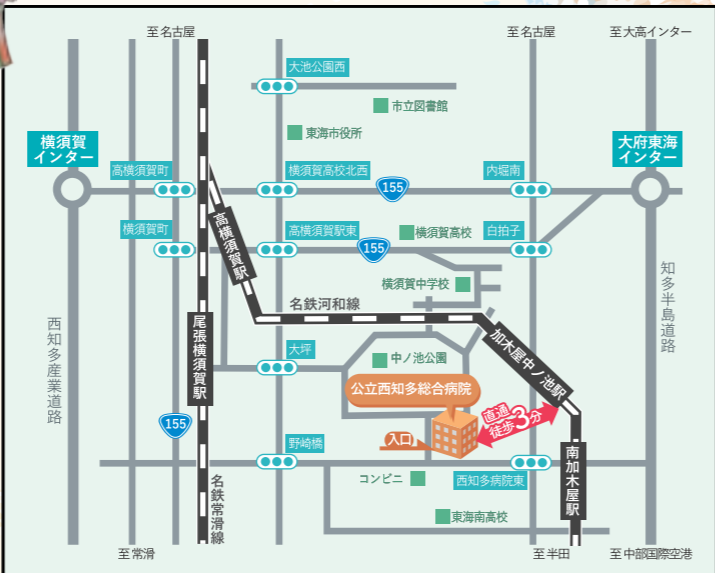 至名古屋
至名古屋
至大高インター
大池公園西
市立図書館
東海市役所
横須賀
インター
大府東海
インター
高横須賀町
横須賀高校北西
155
内堀南
横須賀町
高横須賀駅
高横須賀駅東
155
横須賀高校
白拍子
横須賀中学校
知多半島道路
名鉄河和線
西知多産業道路
尾張横須賀駅
大坪
中ノ池公園
加木屋中ノ池駅
公立西知多総合病院
直通
徒歩3分
155
入口
野崎橋
コンビニ
西知多病院東
南加木屋駅
名鉄常滑線
東海南高校
至常滑
至半田
至中部国際空港